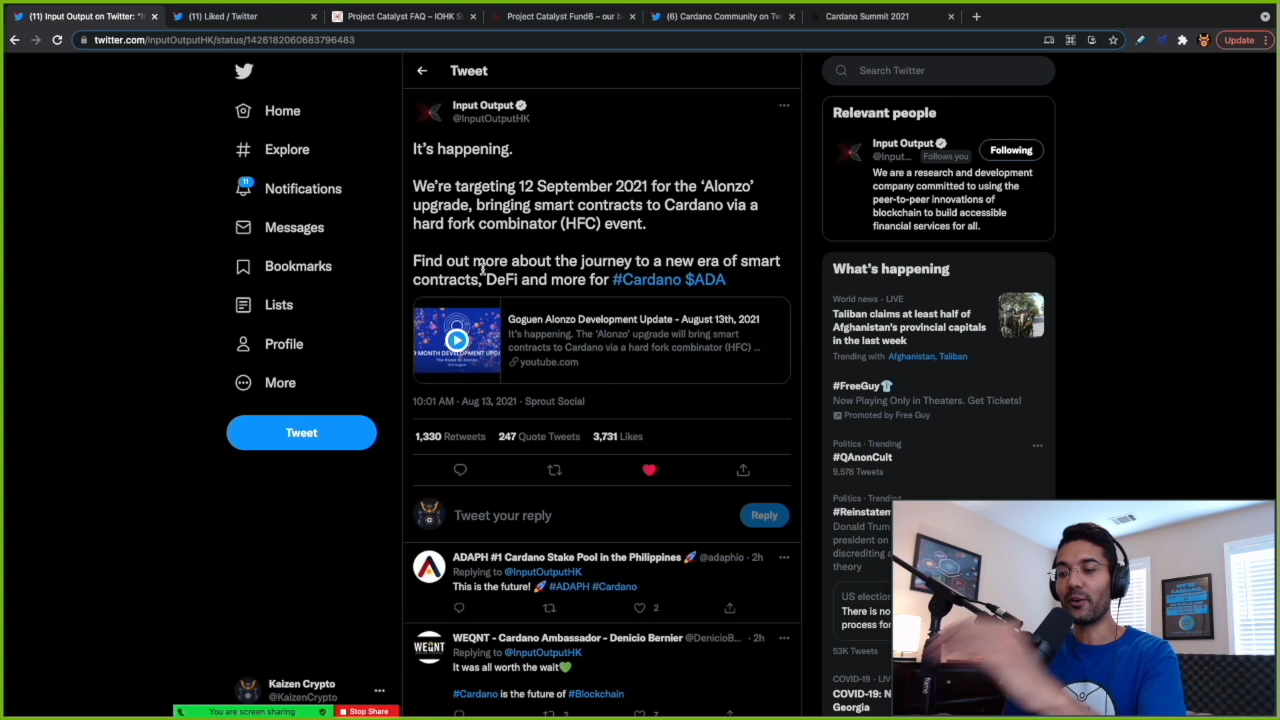 (11) Input Output on Twitter: "I
(11) Liked / Twitter
Project Catalyst FAQ – IOHK S
Project Catalyst Fund6 – our b
(6) Cardano Community on Tw
Cardano Summit 2021
twitter.com/InputOutputHK/status/1426182060683796483
Update
Home
Explore
11
Notifications
Messages
Bookmarks
Lists
Profile
More
Tweet
Kaizen Crypto
@KaizenCrypto
You are screen sharing
Stop Share
Tweet
Input Output
@InputOutputHK
It's happening.
We're targeting 12 September 2021 for the 'Alonzo'
upgrade, bringing smart contracts to Cardano via a
hard fork combinator (HFC) event.
Find out more about the journey to a new era of smart
contracts, DeFi and more for #Cardano $ADA
Goguen Alonzo Development Update - August 13th, 2021
It's happening. The 'Alonzo' upgrade will bring smart
contracts to Cardano via a hard fork combinator (HFC) ...
youtube.com
10:01 AM · Aug 13, 2021 · Sprout Social
1,330 Retweets 247 Quote Tweets 3,731 Likes
Tweet your reply
Reply
ADAPH #1 Cardano Stake Pool in the Philippines 🚀 @adaphio · 2h
Replying to @InputOutputHK
This is the future! 🚀 #ADAPH #Cardano
2
WEQNT - Cardano Ambassador - Denicio Bernier @DenicioB... · 2h
Replying to @InputOutputHK
It was all worth the wait💚
#Cardano is the future of #Blockchain
Search Twitter
Relevant people
Input Output
@Input... Follows you
Following
We are a research and development
company committed to using the
peer-to-peer innovations of
blockchain to build accessible
financial services for all.
What's happening
World news · LIVE
Taliban claims at least half of
Afghanistan's provincial capitals
in the last week
Trending with Afghanistan, Taliban
#FreeGuy
Now Playing Only in Theaters. Get Tickets!
Promoted by Free Guy
Politics · Trending
#QAnonCult
9,578 Tweets
Politics · Trending
#Reinstatem
Donald Trum
president on
discrediting a
theory
US election
There is no
process for
53K Tweets
COVID-19 · LIV
COVID-19: N
Georgia